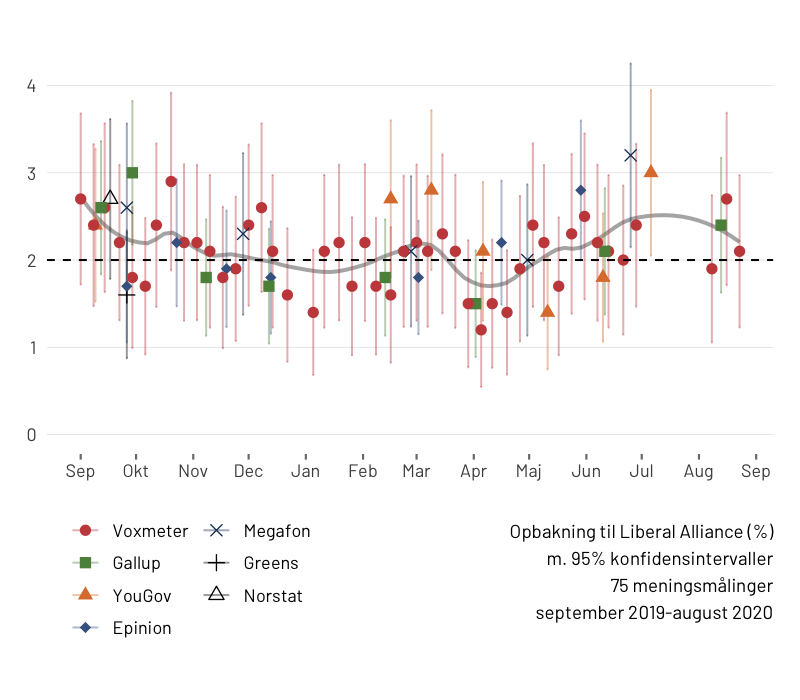 4
3
2
1
0
Sep Okt Nov Dec Jan Feb Mar Apr Maj Jun Jul Aug Sep
Voxmeter
Gallup
YouGov
Epinion
Megafon
Greens
Norstat
Opbakning til Liberal Alliance (%)
m. 95% konfidensintervaller
75 meningsmålinger
september 2019-august 2020